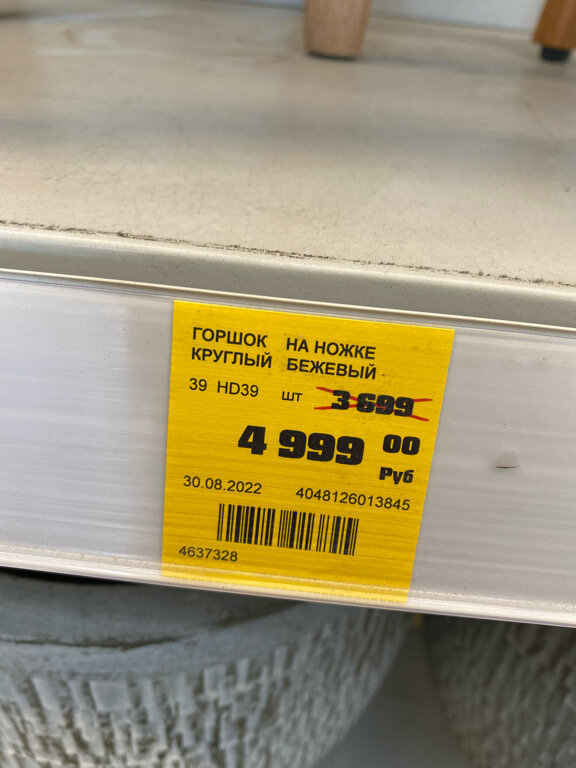 ГОРШОК НА НОЖКЕ
КРУГЛЫЙ БЕЖЕВЫЙ
39 HD39 шт 3 699
4 999 00
Руб
30.08.2022 4048126013845
4637328